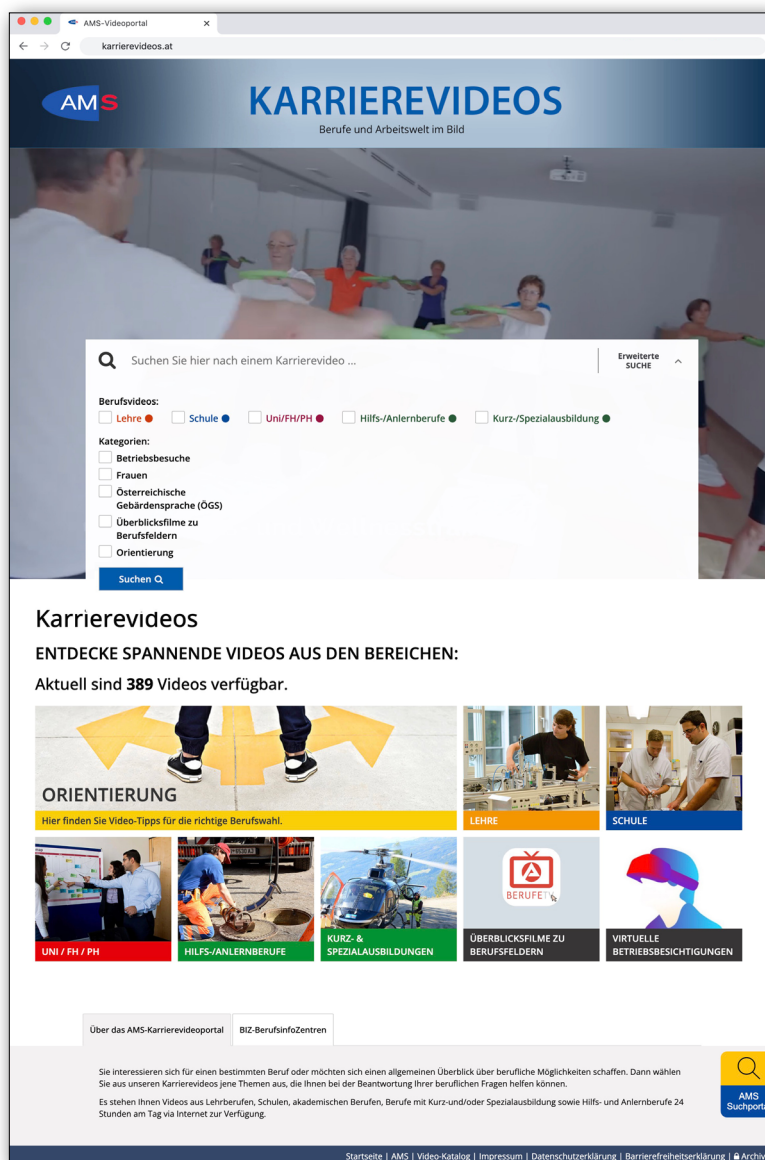 AMS-Videoportal
karrierevideos.at
AMS
KARRIEREVIDEOS
Berufe und Arbeitswelt im Bild
Suchen Sie hier nach einem Karrierevideo ...
Erweiterte
SUCHE
Berufsvideos:
Lehre
Schule
Uni/FH/PH
Hilfs-/Anlernberufe
Kurz-/Spezialausbildung
Kategorien:
Betriebsbesuche
Frauen
Österreichische
Gebärdensprache (ÖGS)
Überblicksfilme zu
Berufsfeldern
Orientierung
Suchen
Karrierevideos
ENTDECKE SPANNENDE VIDEOS AUS DEN BEREICHEN:
Aktuell sind 389 Videos verfügbar.
ORIENTIERUNG
Hier finden Sie Video-Tipps für die richtige Berufswahl.
LEHRE
SCHULE
UNI / FH / PH
HILFS-/ANLERNBERUFE
KURZ- &
SPEZIALAUSBILDUNGEN
BERUFETV
ÜBERBLICKSFILME ZU
BERUFSFELDERN
VIRTUELLE
BETRIEBSBESICHTIGUNGEN
Über das AMS-Karrierevideoportal
BIZ-BerufsinfoZentren
Sie interessieren sich für einen bestimmten Beruf oder möchten sich einen allgemeinen Überblick über berufliche Möglichkeiten schaffen. Dann wählen
Sie aus unseren Karrierevideos jene Themen aus, die Ihnen bei der Beantwortung Ihrer beruflichen Fragen helfen können.
Es stehen Ihnen Videos aus Lehrberufen, Schulen, akademischen Berufen, Berufe mit Kurz-und/oder Spezialausbildung sowie Hilfs- und Anlernberufe 24
Stunden am Tag via Internet zur Verfügung.
AMS
Suchporta
Startseite | AMS | Video-Katalog | Impressum | Datenschutzerklärung | Barrierefreiheitserklärung | Archiv